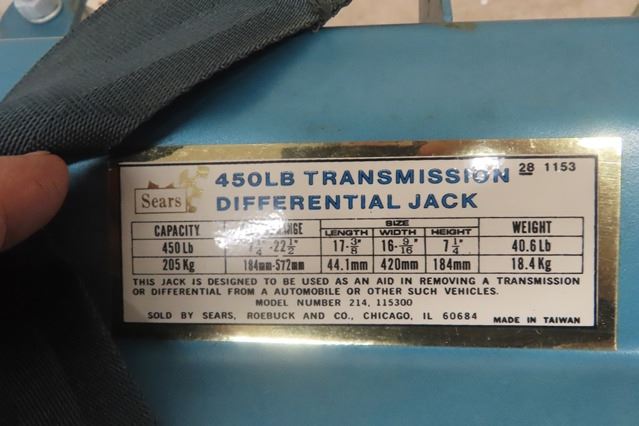 28 1153
Sears
450LB TRANSMISSION
DIFFERENTIAL JACK
CAPACITY SIZE WEIGHT
LENGTH WIDTH HEIGHT
450 Lb 7 1/4"-22 1/2" 17-3/8" 16-9/16" 7 1/4" 40.6 Lb
205 Kg 184mm-572mm 44.1mm 420mm 184mm 18.4 Kg
THIS JACK IS DESIGNED TO BE USED AS AN AID IN REMOVING A TRANSMISSION
OR DIFFERENTIAL FROM A AUTOMOBILE OR OTHER SUCH VEHICLES.
MODEL NUMBER 214. 115300
SOLD BY SEARS, ROEBUCK AND CO., CHICAGO, IL 60684 MADE IN TAIWAN